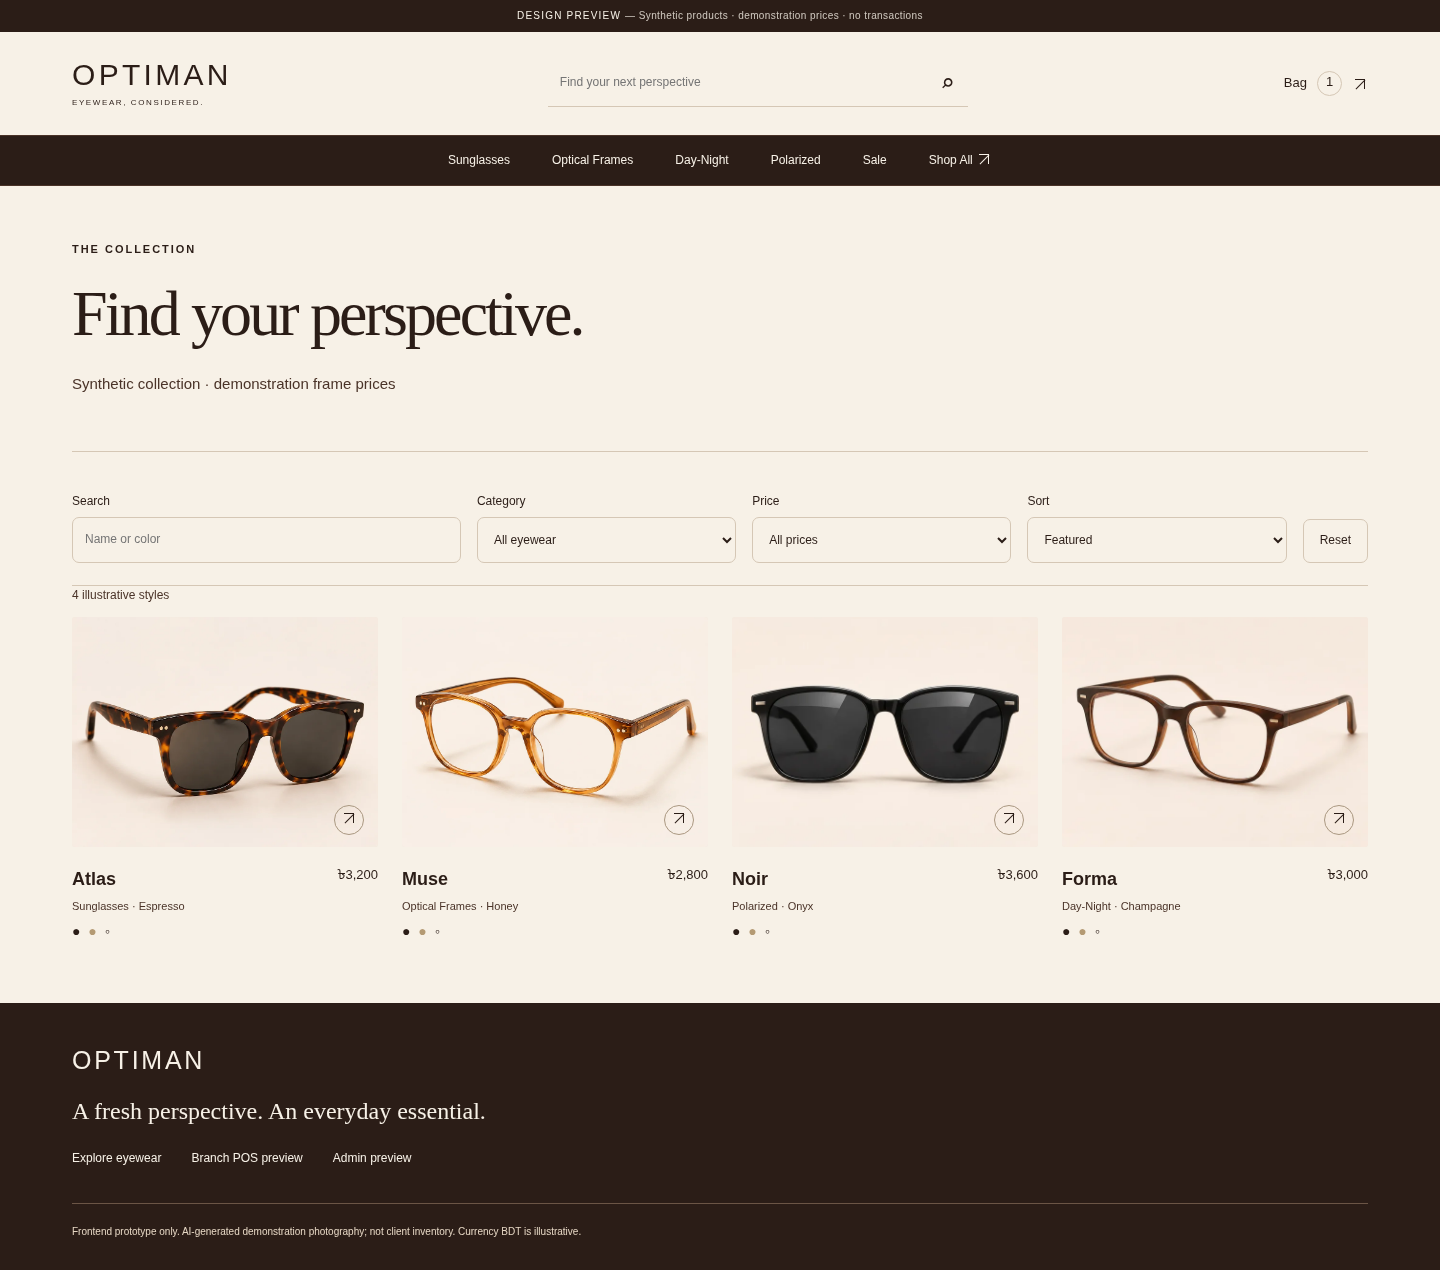 DESIGN PREVIEW — Synthetic products · demonstration prices · no transactions
OPTIMAN
EYEWEAR, CONSIDERED.
Find your next perspective
Bag 1
Sunglasses Optical Frames Day-Night Polarized Sale Shop All
THE COLLECTION
Find your perspective.
Synthetic collection · demonstration frame prices
Search Category Price Sort
Name or color All eyewear All prices Featured Reset
4 illustrative styles
Atlas ৳3,200 Muse ৳2,800 Noir ৳3,600 Forma ৳3,000
Sunglasses · Espresso Optical Frames · Honey Polarized · Onyx Day-Night · Champagne
OPTIMAN
A fresh perspective. An everyday essential.
Explore eyewear Branch POS preview Admin preview
Frontend prototype only. AI-generated demonstration photography; not client inventory. Currency BDT is illustrative.